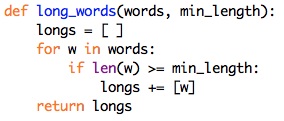 def long_words(words, min_length):
    longs = [ ]
    for w in words:
        if len(w) >= min_length:
            longs += [w]
    return longs